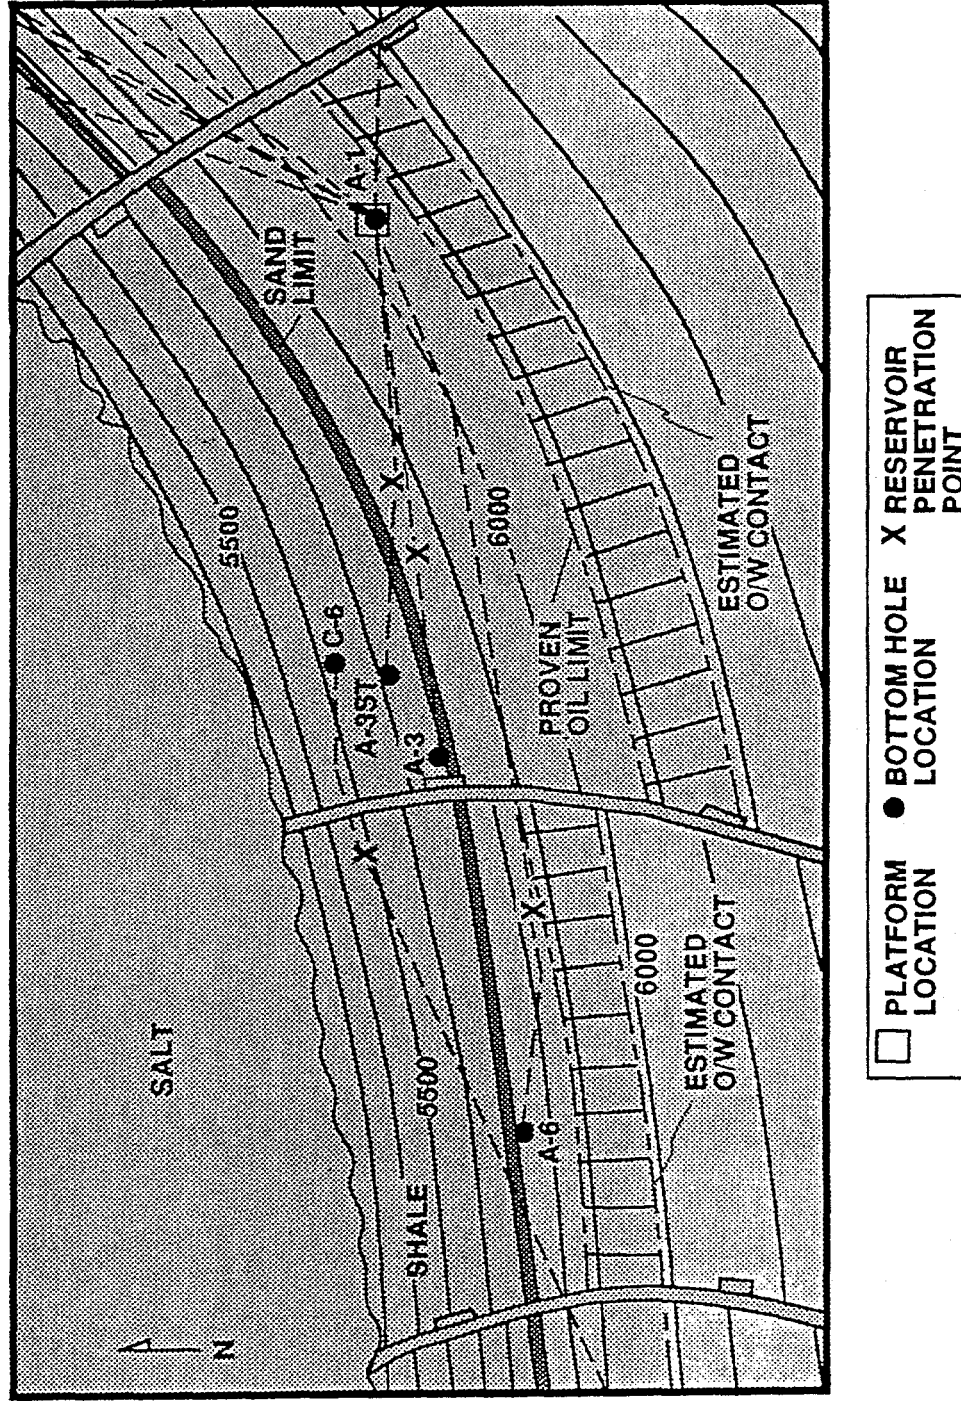 SALT
N
SHALE
5500
5500
C-6
A-3ST
A-3
A-6
SAND
LIMIT
A-1
X
X
X
X
6000
6000
PROVEN
OIL LIMIT
ESTIMATED
O/W CONTACT
ESTIMATED
O/W CONTACT
PLATFORM
LOCATION
BOTTOM HOLE
LOCATION
X RESERVOIR
PENETRATION
POINT